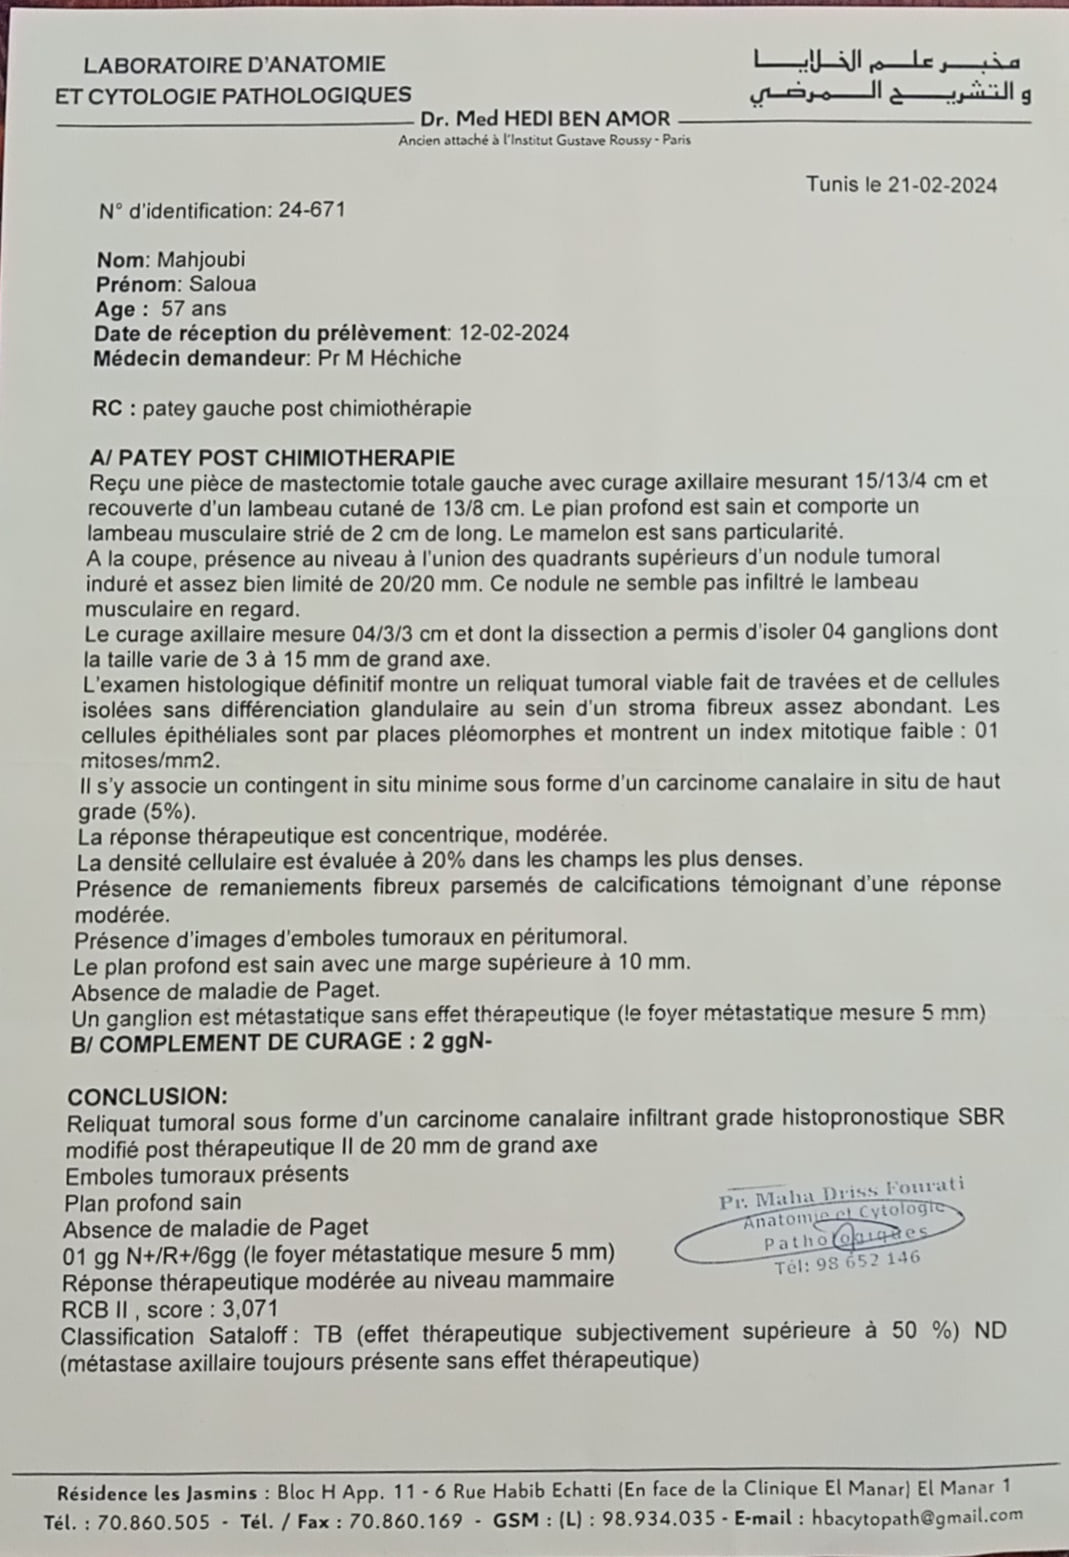 LABORATOIRE D'ANATOMIE
ET CYTOLOGIE PATHOLOGIQUES
مخبر علم الخلايا
و التشريح المرضي
Dr. Med HEDI BEN AMOR
Ancien attaché à l'Institut Gustave Roussy - Paris
Tunis le 21-02-2024
N° d'identification: 24-671
Nom: Mahjoubi
Prénom: Saloua
Age : 57 ans
Date de réception du prélèvement: 12-02-2024
Médecin demandeur: Pr M Héchiche
RC : patey gauche post chimiothérapie
A/ PATEY POST CHIMIOTHERAPIE
Reçu une pièce de mastectomie totale gauche avec curage axillaire mesurant 15/13/4 cm et
recouverte d'un lambeau cutané de 13/8 cm. Le plan profond est sain et comporte un
lambeau musculaire strié de 2 cm de long. Le mamelon est sans particularité.
A la coupe, présence au niveau à l'union des quadrants supérieurs d'un nodule tumoral
induré et assez bien limité de 20/20 mm. Ce nodule ne semble pas infiltré le lambeau
musculaire en regard.
Le curage axillaire mesure 04/3/3 cm et dont la dissection a permis d'isoler 04 ganglions dont
la taille varie de 3 à 15 mm de grand axe.
L'examen histologique définitif montre un reliquat tumoral viable fait de travées et de cellules
isolées sans différenciation glandulaire au sein d'un stroma fibreux assez abondant. Les
cellules épithéliales sont par places pléomorphes et montrent un index mitotique faible : 01
mitoses/mm2.
Il s'y associe un contingent in situ minime sous forme d'un carcinome canalaire in situ de haut
grade (5%).
La réponse thérapeutique est concentrique, modérée.
La densité cellulaire est évaluée à 20% dans les champs les plus denses.
Présence de remaniements fibreux parsemés de calcifications témoignant d'une réponse
modérée.
Présence d'images d'emboles tumoraux en péritumoral.
Le plan profond est sain avec une marge supérieure à 10 mm.
Absence de maladie de Paget.
Un ganglion est métastatique sans effet thérapeutique (le foyer métastatique mesure 5 mm)
B/ COMPLEMENT DE CURAGE : 2 ggN-
CONCLUSION:
Reliquat tumoral sous forme d'un carcinome canalaire infiltrant grade histopronostique SBR
modifié post thérapeutique II de 20 mm de grand axe
Emboles tumoraux présents
Plan profond sain
Absence de maladie de Paget
01 gg N+/R+/6gg (le foyer métastatique mesure 5 mm)
Réponse thérapeutique modérée au niveau mammaire
RCB II , score : 3,071
Classification Sataloff : TB (effet thérapeutique subjectivement supérieure à 50 %) ND
(métastase axillaire toujours présente sans effet thérapeutique)
Pr. Maha Driss Fourati
Anatomie et Cytologie
Pathologiques
Tél: 98 652 146
Résidence les Jasmins : Bloc H App. 11 - 6 Rue Habib Echatti (En face de la Clinique El Manar) El Manar 1
Tél. : 70.860.505 - Tél. / Fax : 70.860.169 - GSM : (L) : 98.934.035 - E-mail : hbacytopath@gmail.com